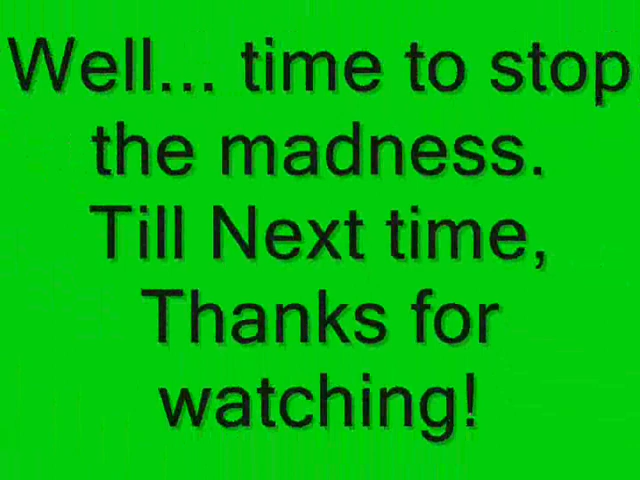 Well... time to stop
the madness.
Till Next time,
Thanks for
watching!